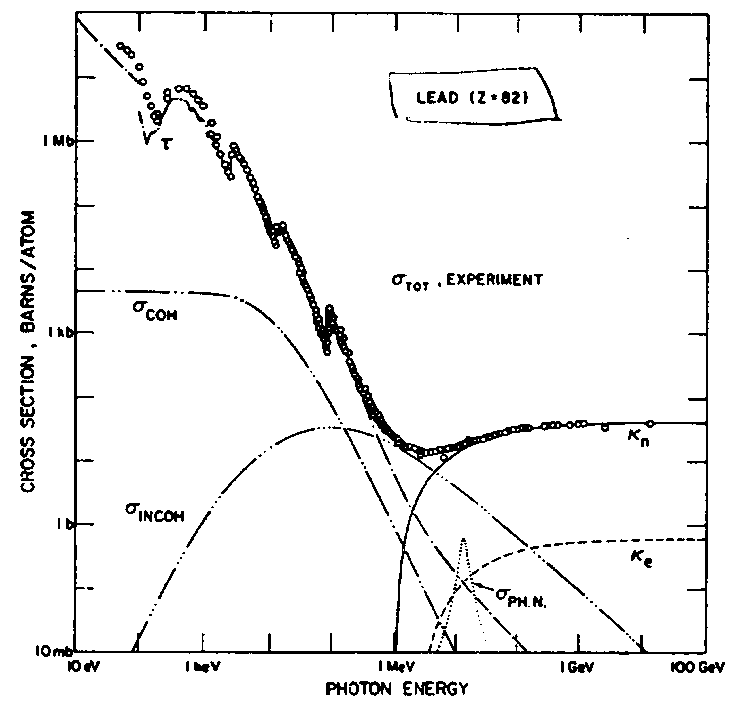 LEAD (Z=82)
1 Mb
τ
σTOT, EXPERIMENT
CROSS SECTION, BARNS/ATOM
σCOH
1 kb
κn
σINCOH
1 b
κe
σPH.N.
10 mb
10 eV
1 keV
1 MeV
1 GeV
100 GeV
PHOTON ENERGY